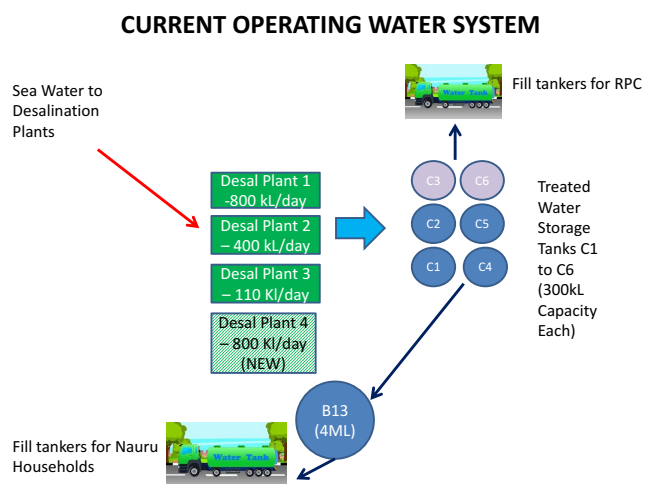 CURRENT OPERATING WATER SYSTEM
Sea Water to
Desalination
Plants
Water Tank
Fill tankers for RPC
Desal Plant 1
-800 kL/day
Desal Plant 2
– 400 kL/day
Desal Plant 3
– 110 Kl/day
Desal Plant 4
– 800 Kl/day
(NEW)
C3
C6
C2
C5
C1
C4
Treated
Water
Storage
Tanks C1
to C6
(300kL
Capacity
Each)
B13
(4ML)
Fill tankers for Nauru
Households
Water Tank